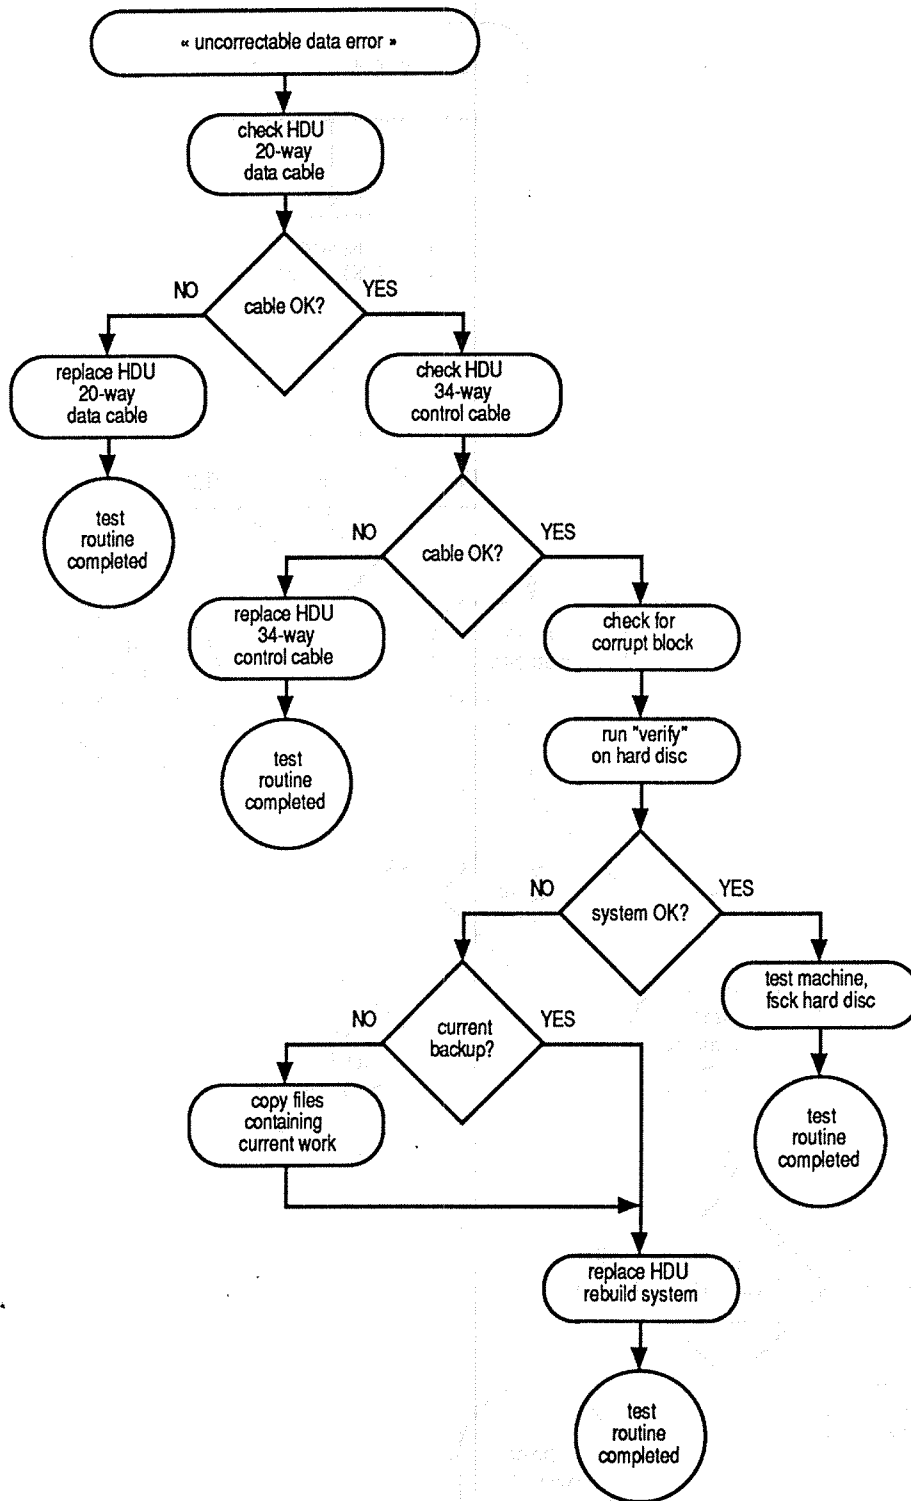 « uncorrectable data error »
check HDU
20-way
data cable
NO
YES
cable OK?
replace HDU
20-way
data cable
check HDU
34-way
control cable
test
routine
completed
NO
YES
cable OK?
replace HDU
34-way
control cable
check for
corrupt block
run "verify"
on hard disc
test
routine
completed
NO
YES
system OK?
test machine,
fsck hard disc
NO
YES
current
backup?
copy files
containing
current work
test
routine
completed
replace HDU
rebuild system
test
routine
completed